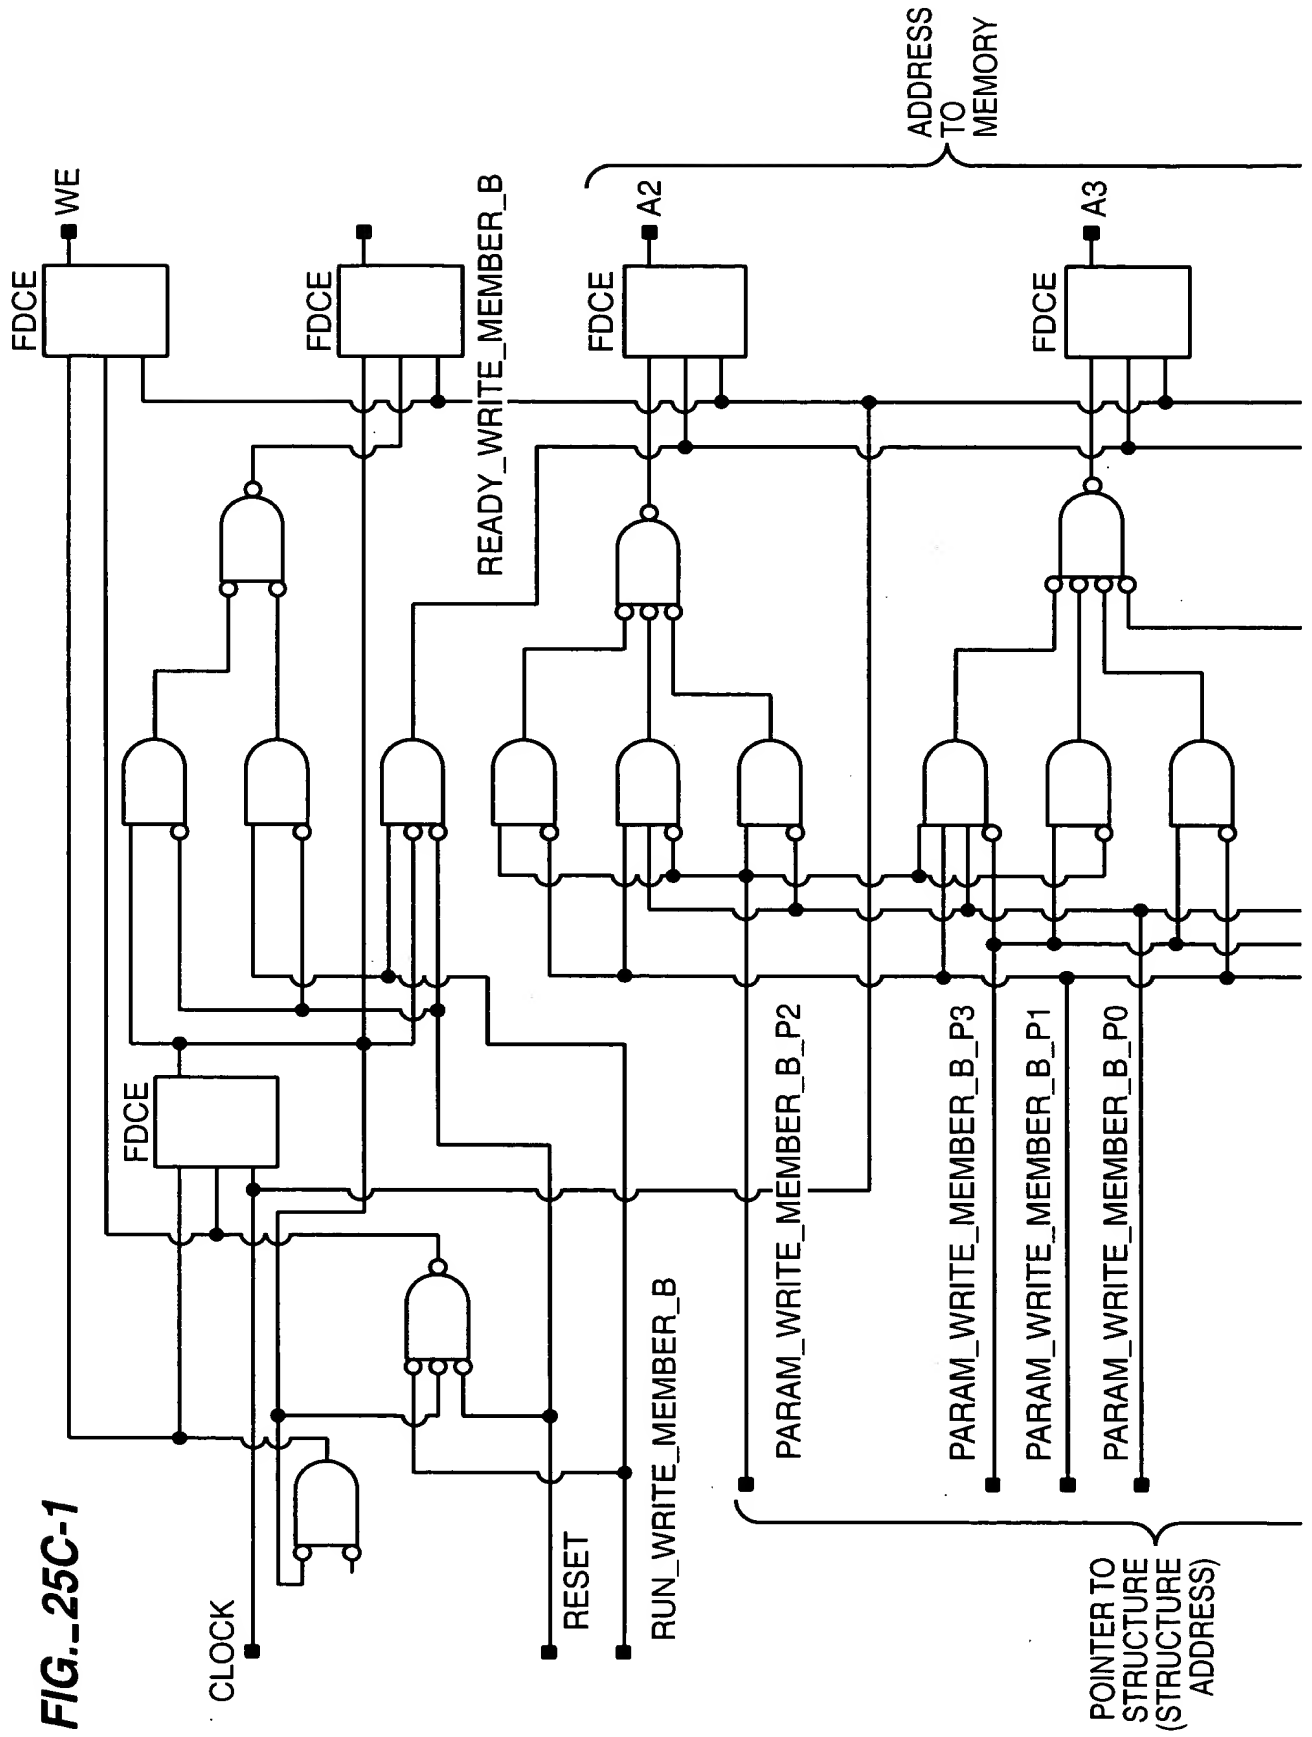 FIG._25C-1
CLOCK
RESET
RUN_WRITE_MEMBER_B
POINTER TO
STRUCTURE
(STRUCTURE
ADDRESS)
PARAM_WRITE_MEMBER_B_P2
PARAM_WRITE_MEMBER_B_P3
PARAM_WRITE_MEMBER_B_P1
PARAM_WRITE_MEMBER_B_P0
FDCE
FDCE
WE
FDCE
READY_WRITE_MEMBER_B
FDCE
A2
FDCE
A3
ADDRESS
TO
MEMORY